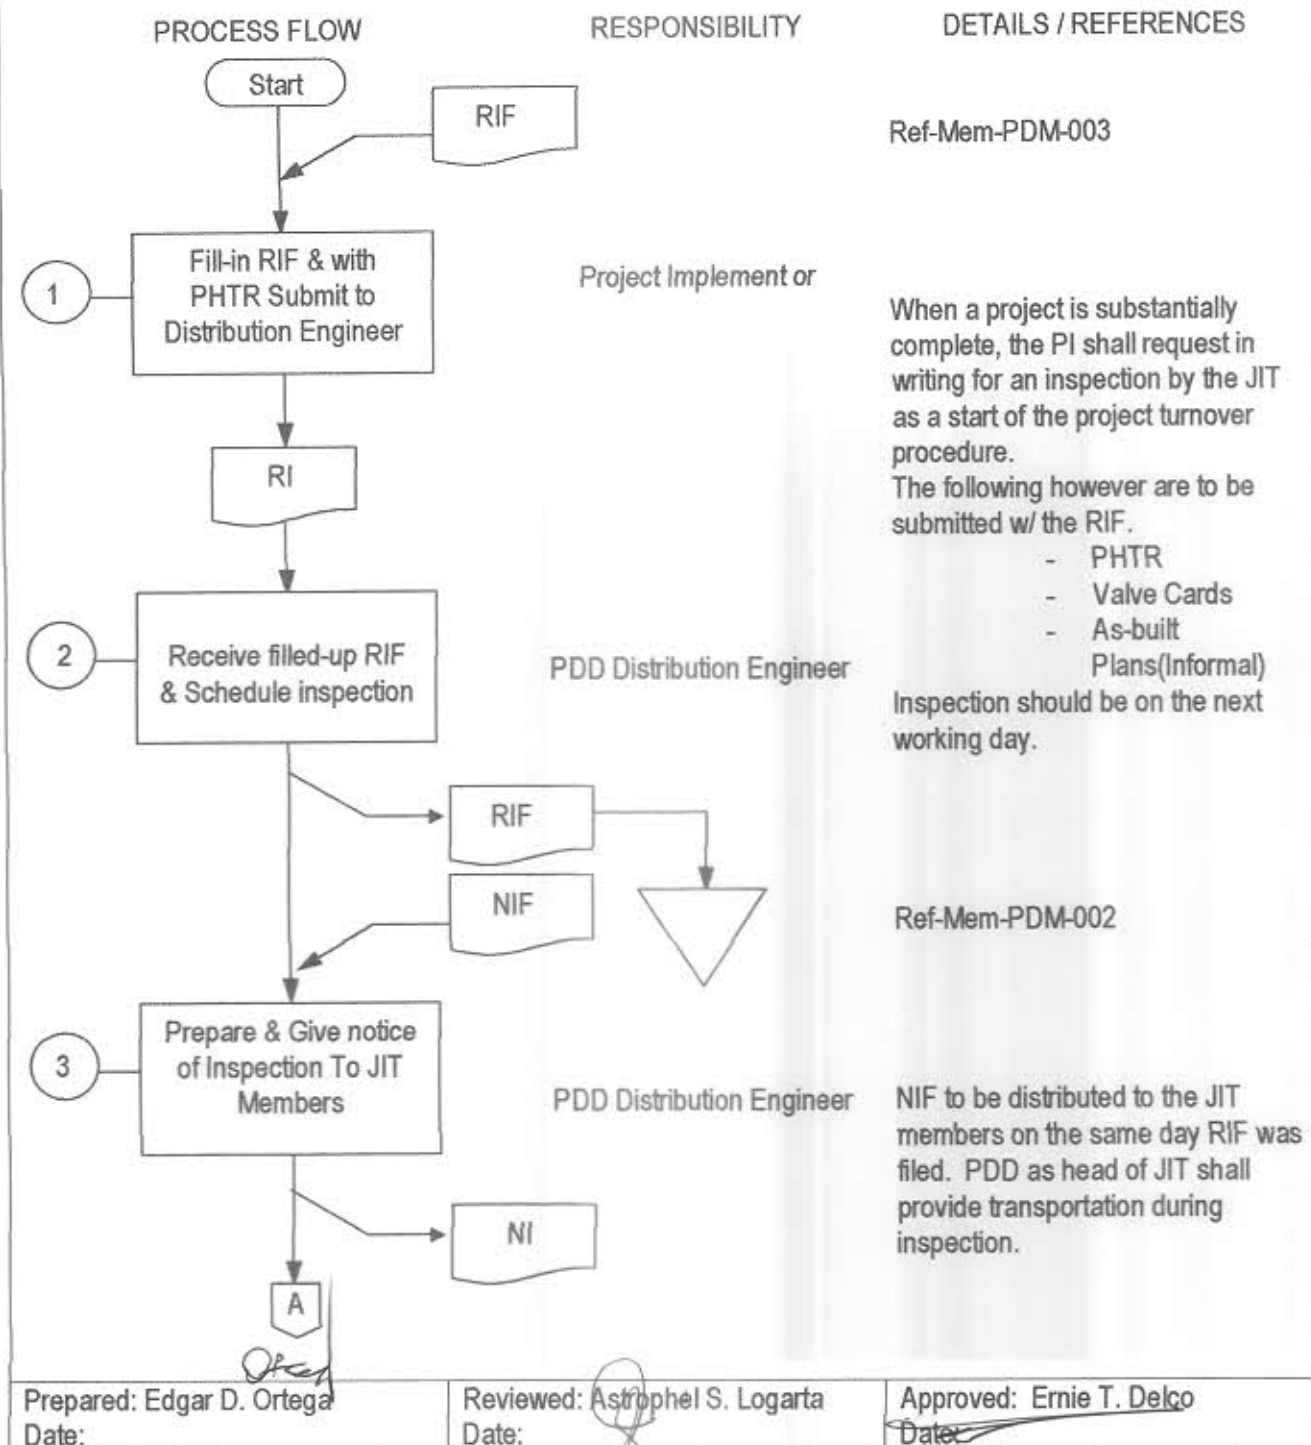 PROCESS FLOW
RESPONSIBILITY
DETAILS / REFERENCES
Start
RIF
Ref-Mem-PDM-003
1
Fill-in RIF & with
PHTR Submit to
Distribution Engineer
Project Implement or
When a project is substantially
complete, the PI shall request in
writing for an inspection by the JIT
as a start of the project turnover
procedure.
The following however are to be
submitted w/ the RIF.
- PHTR
- Valve Cards
- As-built
Plans(Informal)
Inspection should be on the next
working day.
RI
2
Receive filled-up RIF
& Schedule inspection
PDD Distribution Engineer
RIF
NIF
Ref-Mem-PDM-002
3
Prepare & Give notice
of Inspection To JIT
Members
PDD Distribution Engineer
NIF to be distributed to the JIT
members on the same day RIF was
filed. PDD as head of JIT shall
provide transportation during
inspection.
NI
A
Prepared: Edgar D. Ortega
Date:
Reviewed: Astrophel S. Logarta
Date:
Approved: Ernie T. Delco
Date: